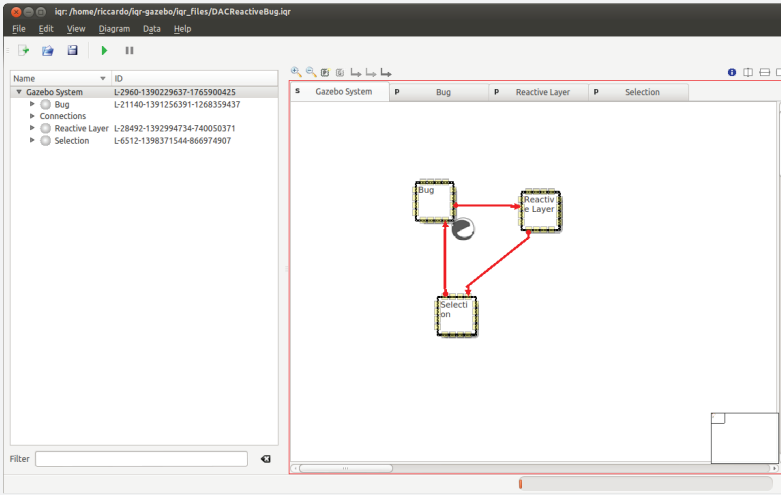 iqr: /home/riccardo/iqr-gazebo/iqr_files/DACReactiveBug.iqr
File Edit View Diagram Data Help
Name ID
Gazebo System L-2960-1390229637-1765900425
Bug L-21140-1391256391-1268359437
Connections
Reactive Layer L-28492-1392994734-740050371
Selection L-6512-1398371544-866974907
Filter
S Gazebo System P Bug P Reactive Layer P Selection
Bug
Reactiv
e Layer
Selecti
on